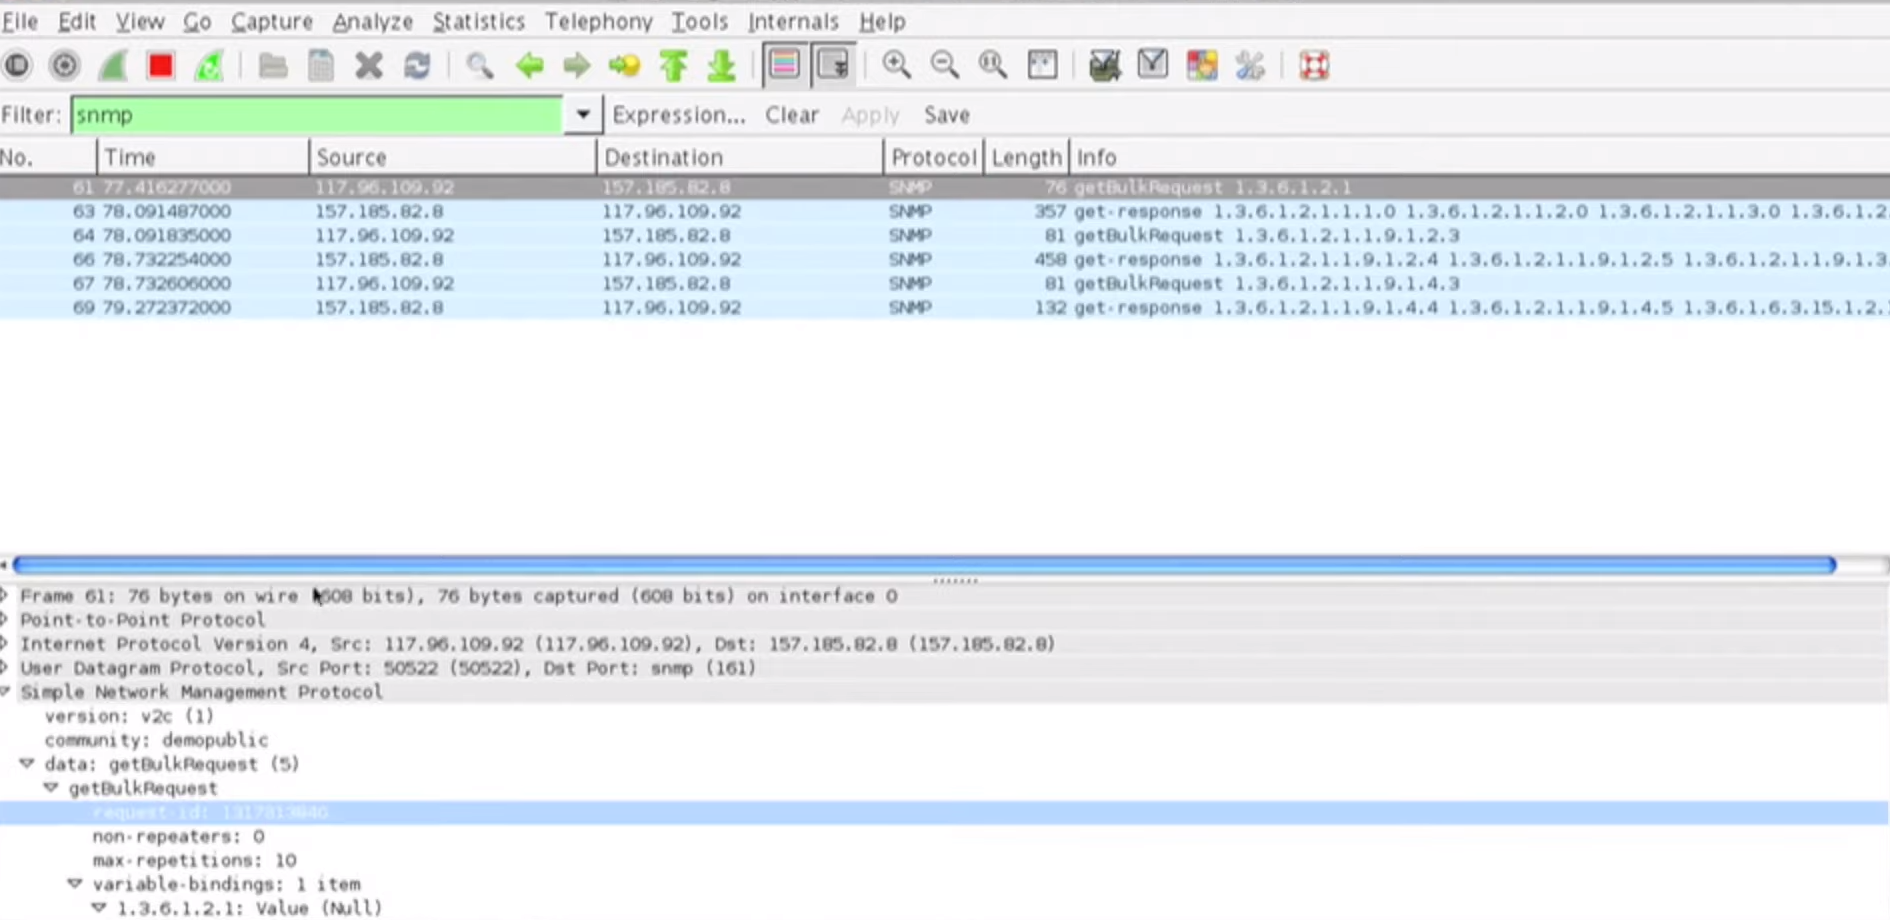 File Edit View Go Capture Analyze Statistics Telephony Tools Internals Help
Filter: snmp Expression... Clear Apply Save
No. Time Source Destination Protocol Length Info
61 77.416277000 117.96.109.92 157.185.82.8 SNMP 76 getBulkRequest 1.3.6.1.2.1
63 78.091487000 157.185.82.8 117.96.109.92 SNMP 357 get-response 1.3.6.1.2.1.1.1.0 1.3.6.1.2.1.1.2.0 1.3.6.1.2.1.1.3.0 1.3.6.1.2
64 78.091835000 117.96.109.92 157.185.82.8 SNMP 81 getBulkRequest 1.3.6.1.2.1.1.9.1.2.3
66 78.732254000 157.185.82.8 117.96.109.92 SNMP 458 get-response 1.3.6.1.2.1.1.9.1.2.4 1.3.6.1.2.1.1.9.1.2.5 1.3.6.1.2.1.1.9.1.3
67 78.732606000 117.96.109.92 157.185.82.8 SNMP 81 getBulkRequest 1.3.6.1.2.1.1.9.1.4.3
69 79.272372000 157.185.82.8 117.96.109.92 SNMP 132 get-response 1.3.6.1.2.1.1.9.1.4.4 1.3.6.1.2.1.1.9.1.4.5 1.3.6.1.6.3.15.1.2.
Frame 61: 76 bytes on wire (608 bits), 76 bytes captured (608 bits) on interface 0
Point-to-Point Protocol
Internet Protocol Version 4, Src: 117.96.109.92 (117.96.109.92), Dst: 157.185.82.8 (157.185.82.8)
User Datagram Protocol, Src Port: 50522 (50522), Dst Port: snmp (161)
Simple Network Management Protocol
version: v2c (1)
community: demopublic
data: getBulkRequest (5)
getBulkRequest
request-id:
non-repeaters: 0
max-repetitions: 10
variable-bindings: 1 item
1.3.6.1.2.1: Value (Null)